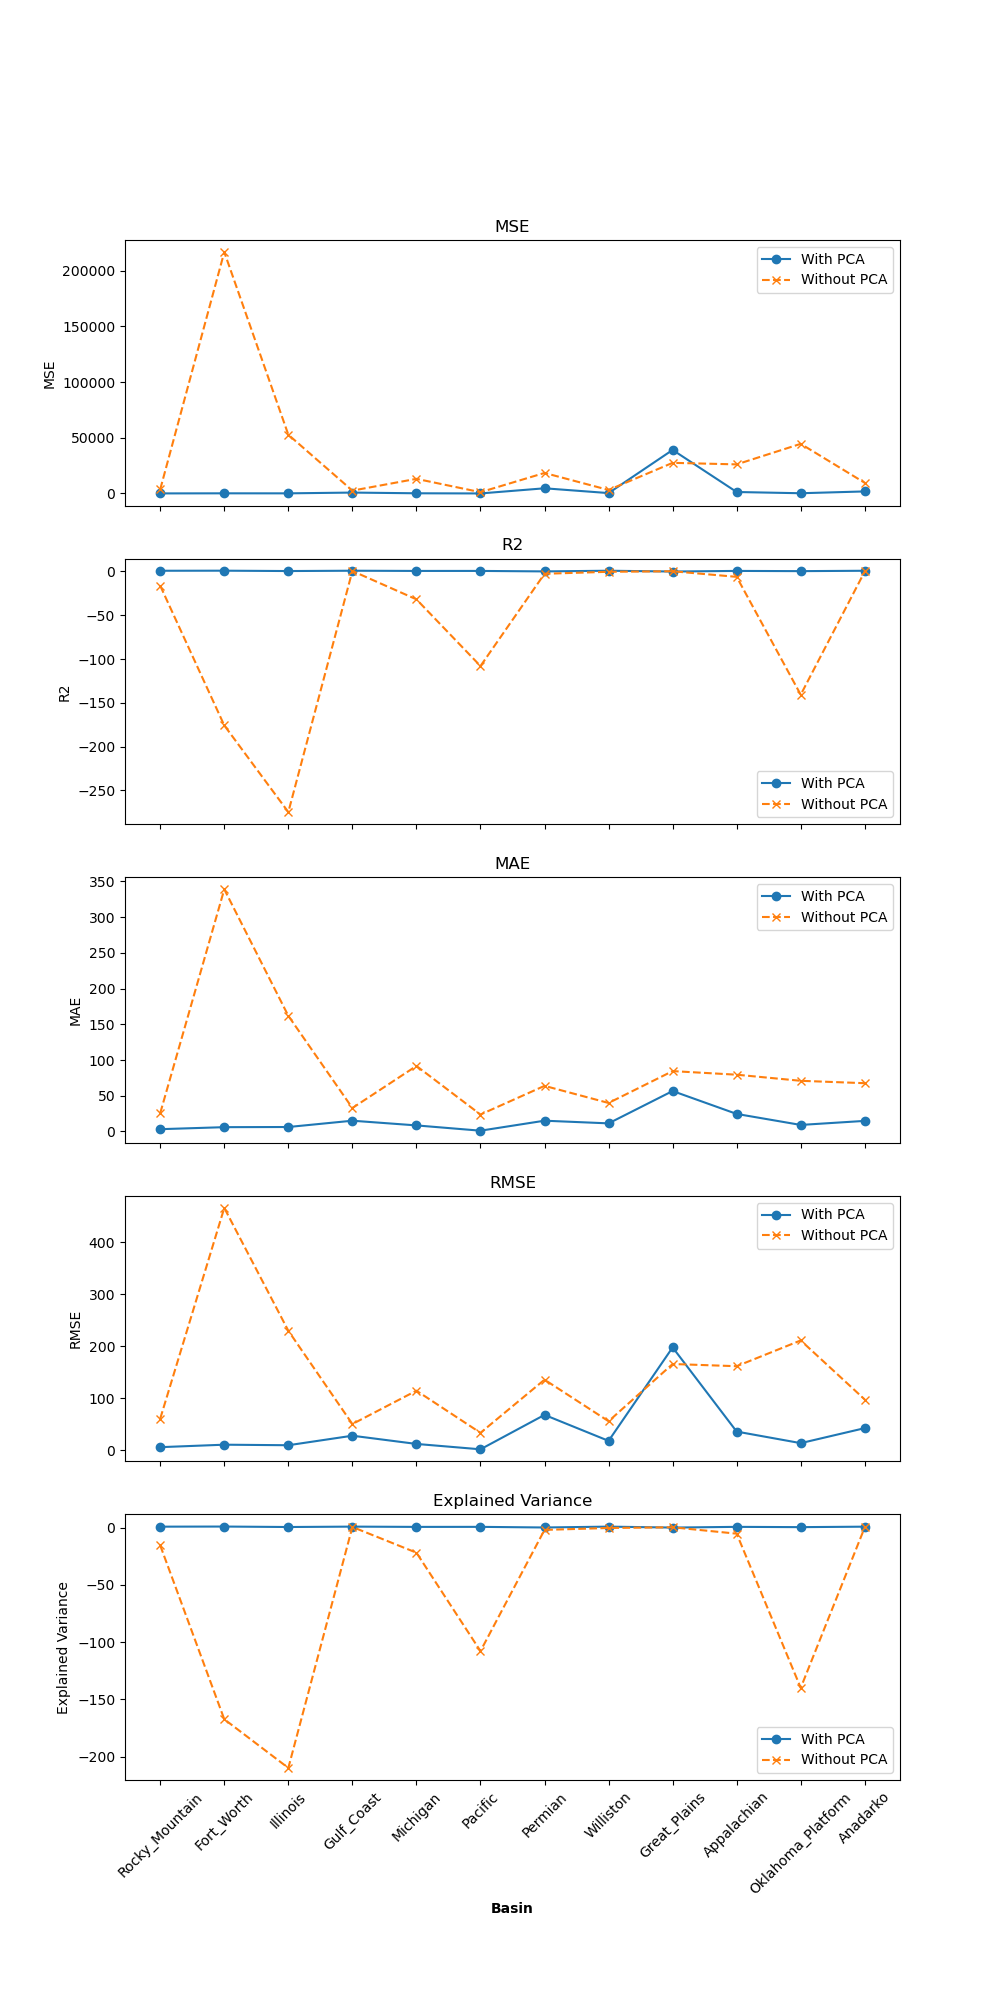 MSE
With PCA
Without PCA
200000
150000
100000
50000
0
MSE
R2
0
−50
−100
−150
−200
−250
R2
With PCA
Without PCA
MAE
With PCA
Without PCA
350
300
250
200
150
100
50
0
MAE
RMSE
With PCA
Without PCA
400
300
200
100
0
RMSE
Explained Variance
0
−50
−100
−150
−200
Explained Variance
With PCA
Without PCA
Rocky_Mountain
Fort_Worth
Illinois
Gulf_Coast
Michigan
Pacific
Permian
Williston
Great_Plains
Appalachian
Oklahoma_Platform
Anadarko
Basin